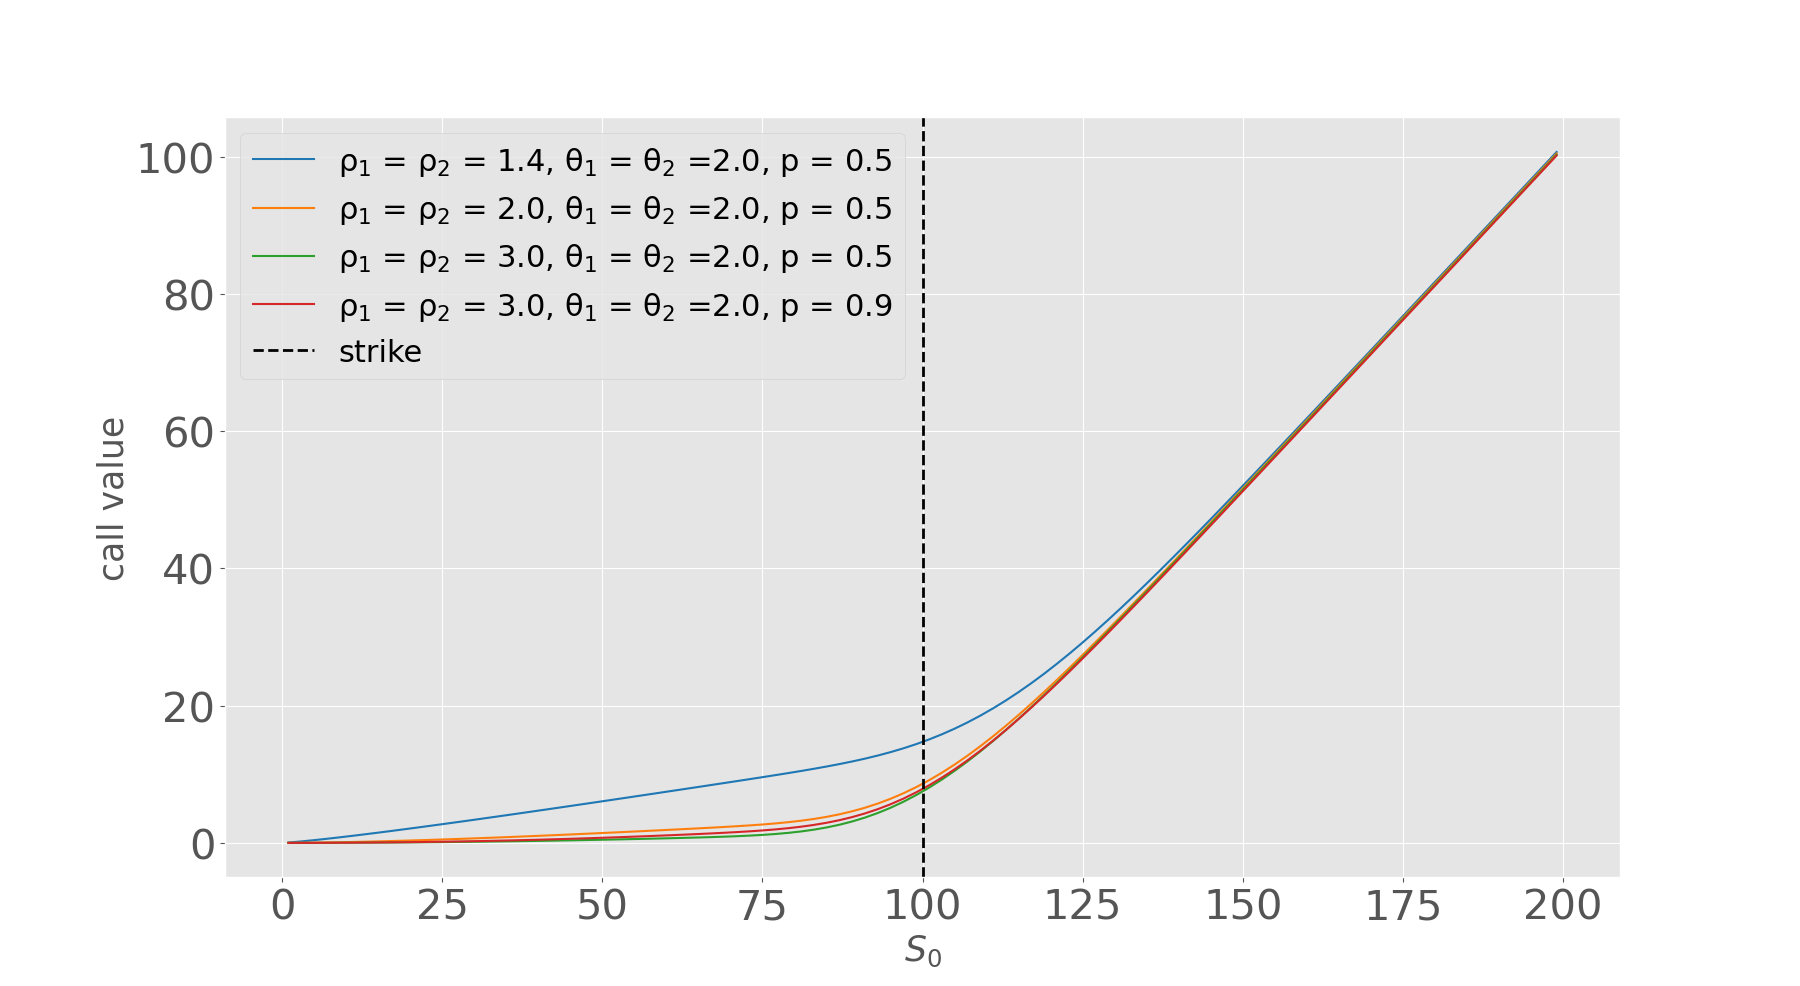 ρ₁ = ρ₂ = 1.4, θ₁ = θ₂ =2.0, p = 0.5
ρ₁ = ρ₂ = 2.0, θ₁ = θ₂ =2.0, p = 0.5
ρ₁ = ρ₂ = 3.0, θ₁ = θ₂ =2.0, p = 0.5
ρ₁ = ρ₂ = 3.0, θ₁ = θ₂ =2.0, p = 0.9
strike
call value
100
80
60
40
20
0
0 25 50 75 100 125 150 175 200
S₀